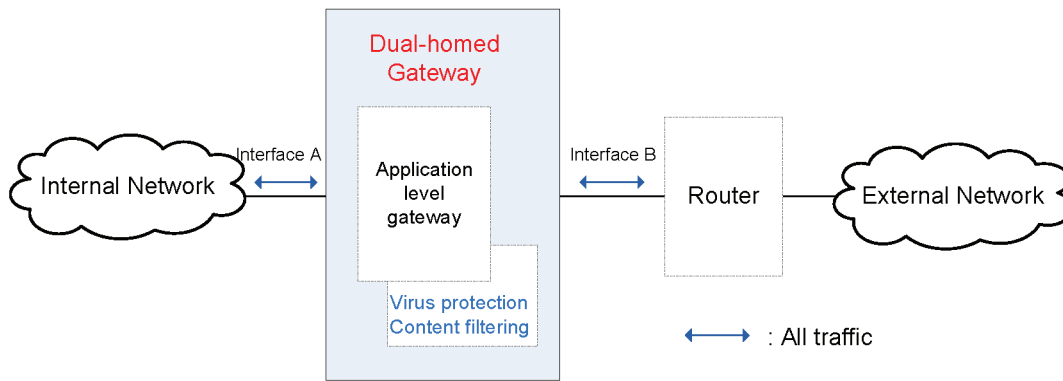 Dual-homed
Gateway
Interface A
Interface B
Internal Network
Application
level
gateway
Router
External Network
Virus protection
Content filtering
: All traffic